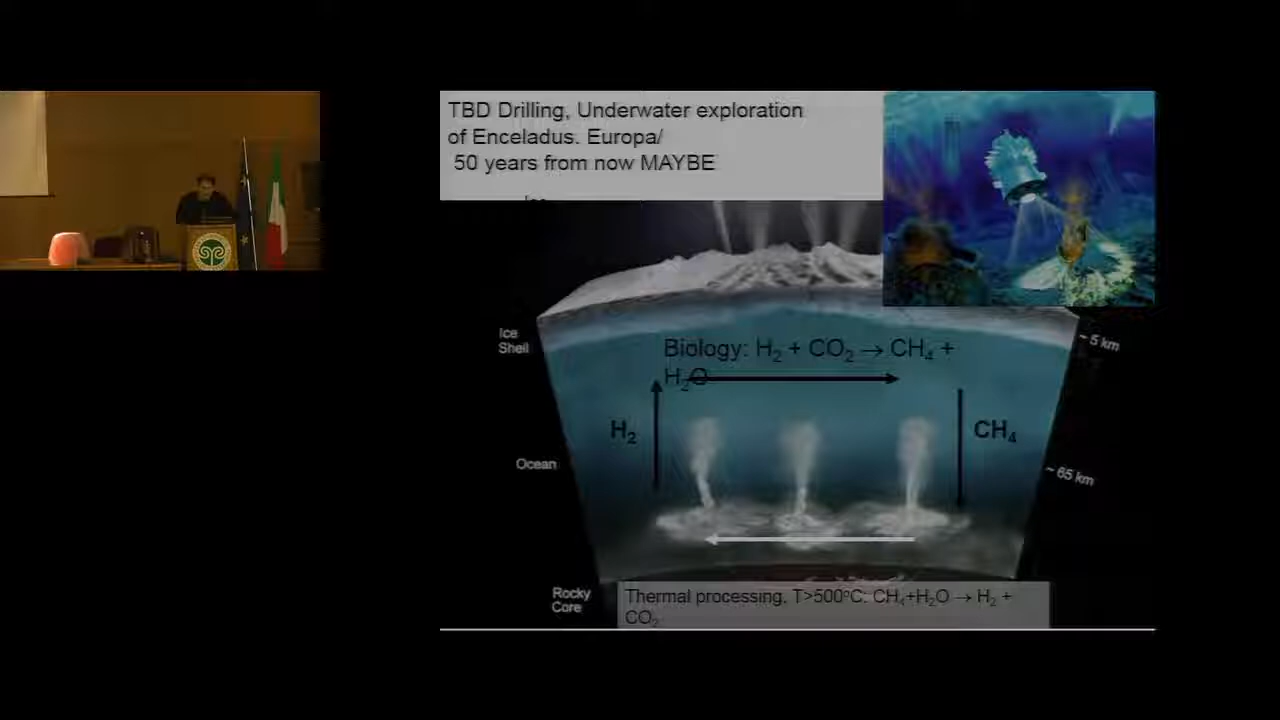 TBD Drilling, Underwater exploration
of Enceladus. Europa/
50 years from now MAYBE
Ice
Shell
~ 5 km
Biology: H₂ + CO₂ → CH₄ +
H₂O
H₂
CH₄
Ocean
~ 65 km
Rocky
Core
Thermal processing, T>500ºC: CH₄+H₂O → H₂ +
CO₂